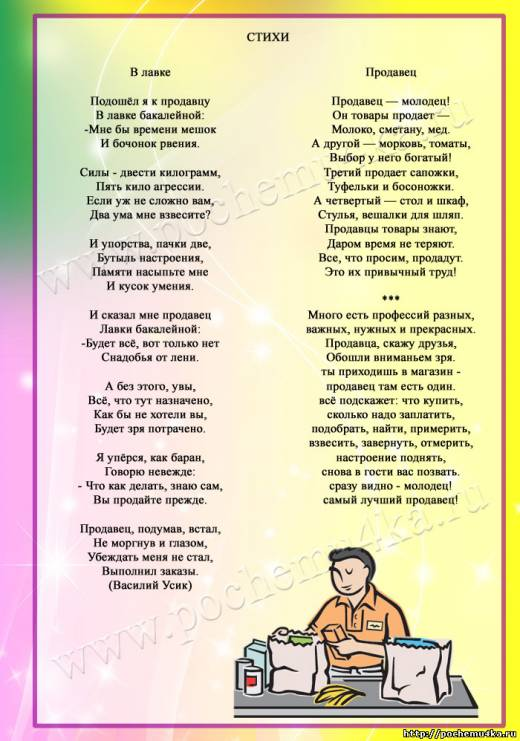 СТИХИ
В лавке
Подошёл я к продавцу
В лавке бакалейной:
-Мне бы времени мешок
И бочонок рвения.
Силы - двести килограмм,
Пять кило агрессии.
Если уж не сложно вам,
Два ума мне взвесите?
И упорства, пачки две,
Бутыль настроения,
Памяти насыпьте мне
И кусок умения.
И сказал мне продавец
Лавки бакалейной:
-Будет всё, вот только нет
Снадобья от лени.
А без этого, увы,
Всё, что тут назначено,
Как бы не хотели вы,
Будет зря потрачено.
Я упёрся, как баран,
Говорю невежде:
- Что как делать, знаю сам,
Вы продайте прежде.
Продавец, подумав, встал,
Не моргнув и глазом,
Убеждать меня не стал,
Выполнил заказы.
(Василий Усик)
Продавец
Продавец — молодец!
Он товары продает —
Молоко, сметану, мед.
А другой — морковь, томаты,
Выбор у него богатый!
Третий продает сапожки,
Туфельки и босоножки.
А четвертый — стол и шкаф,
Стулья, вешалки для шляп.
Продавцы товары знают,
Даром время не теряют.
Все, что просим, продадут.
Это их привычный труд!
***
Много есть профессий разных,
важных, нужных и прекрасных.
Продавца, скажу друзья,
Обошли вниманьем зря.
ты приходишь в магазин -
продавец там есть один.
всё подскажет: что купить,
сколько надо заплатить,
подобрать, найти, примерить,
взвесить, завернуть, отмерить,
настроение поднять,
снова в гости вас позвать.
сразу видно - молодец!
самый лучший продавец!
www.pochemu4ka.ru
www.pochemu4ka.ru
http://pochemu4ka.ru